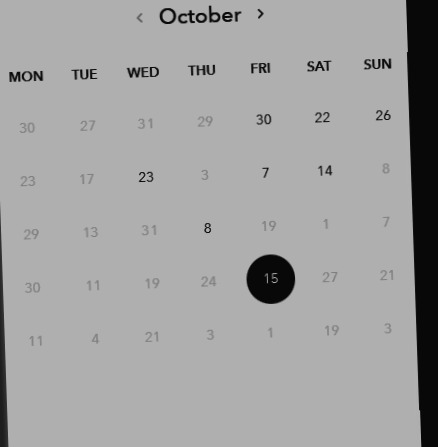 ‹ October ›
MON TUE WED THU FRI SAT SUN
30 27 31 29 30 22 26
23 17 23 3 7 14 8
29 13 31 8 19 1 7
30 11 19 24 15 27 21
11 4 21 3 1 19 3